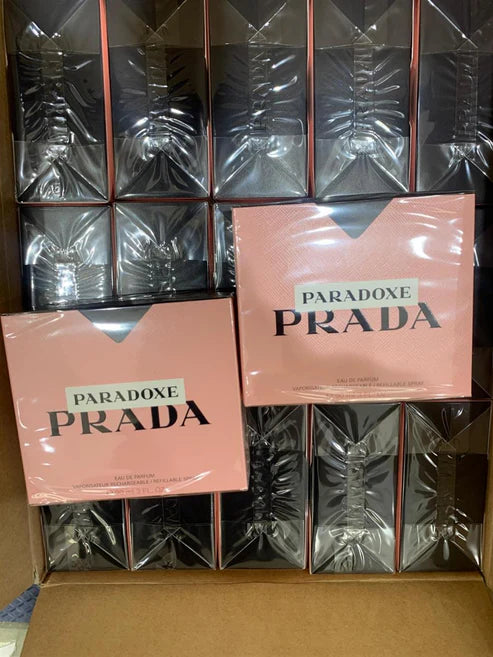 PARADOXE
PRADA
EAU DE PARFUM
VAPORISATEUR RECHARGEABLE / REFILLABLE SPRAY
PARADOXE
PRADA
EAU DE PARFUM
VAPORISATEUR RECHARGEABLE / REFILLABLE SPRAY